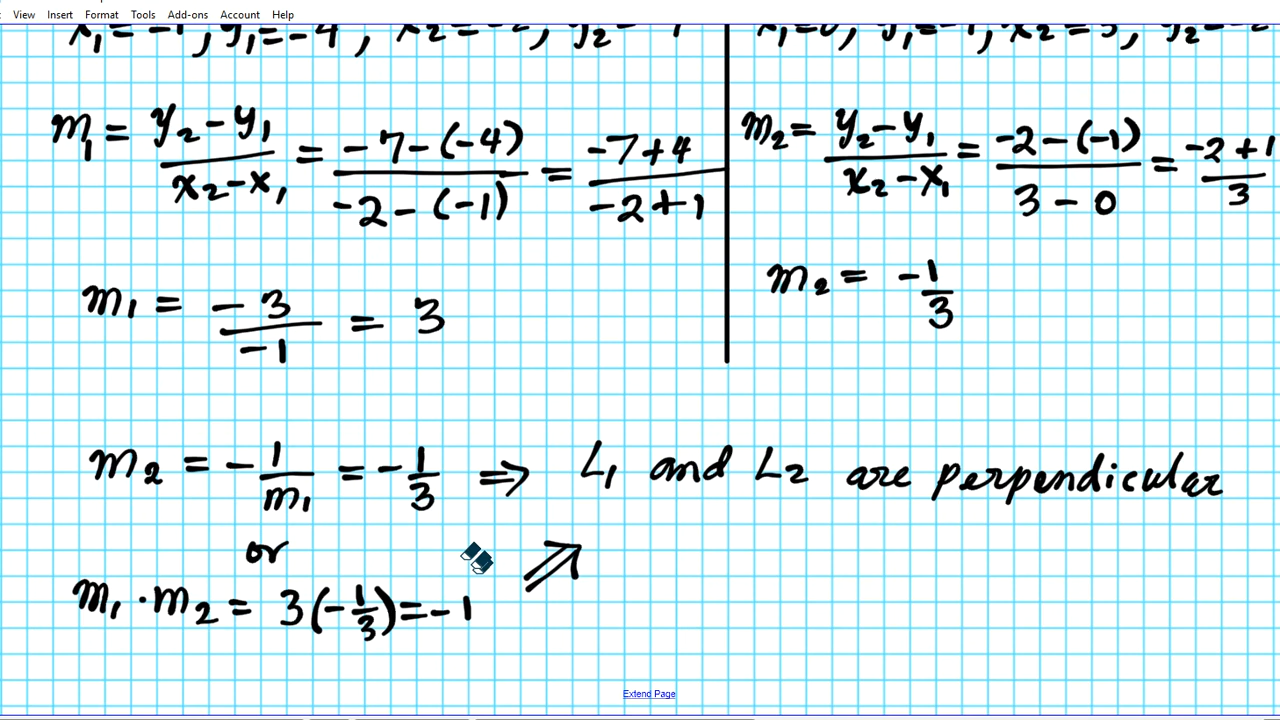 View Insert Format Tools Add-ons Account Help
m₁ = (y₂ - y₁)/(x₂ - x₁) = (-7 - (-4))/(-2 - (-1)) = (-7 + 4)/(-2 + 1)
m₁ = -3/-1 = 3
m₂ = (y₂ - y₁)/(x₂ - x₁) = (-2 - (-1))/(3 - 0) = (-2 + 1)/3
m₂ = -1/3
m₂ = -1/m₁ = -1/3 ⇒ L₁ and L₂ are perpendicular
or
m₁ · m₂ = 3(-1/3) = -1 ⇒
Extend Page